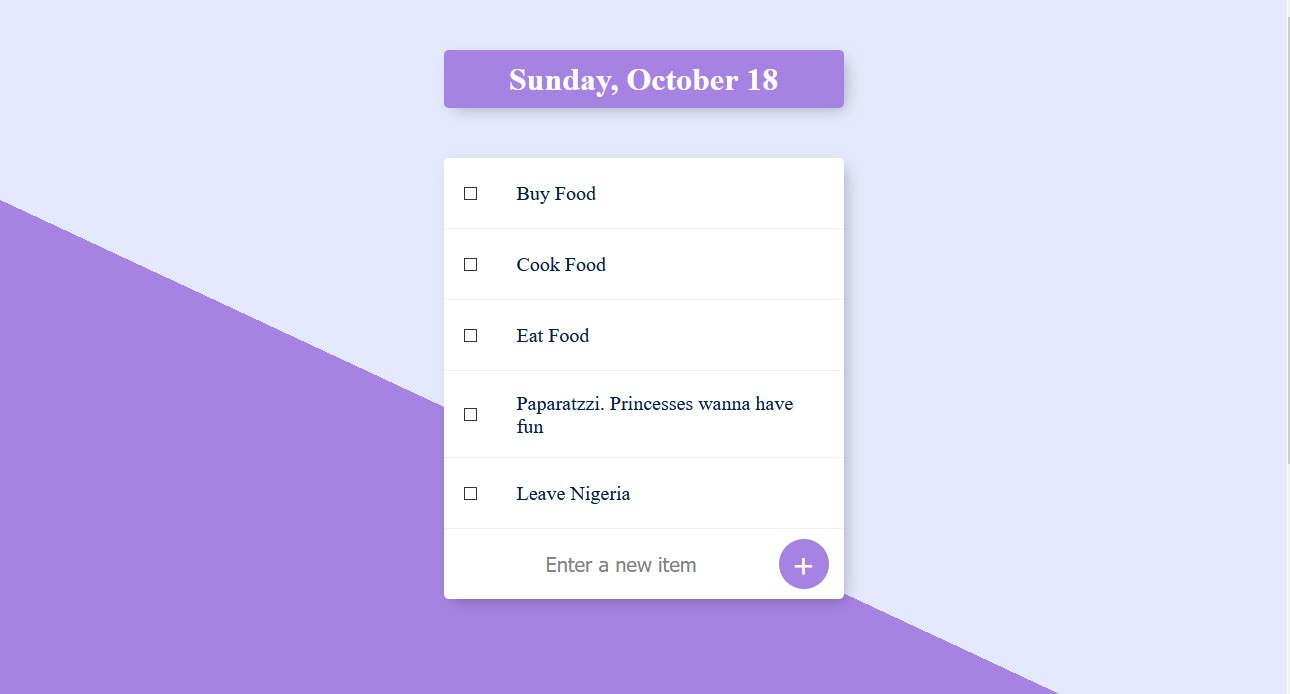 Sunday, October 18
Buy Food
Cook Food
Eat Food
Paparatzzi. Princesses wanna have
fun
Leave Nigeria
Enter a new item
+